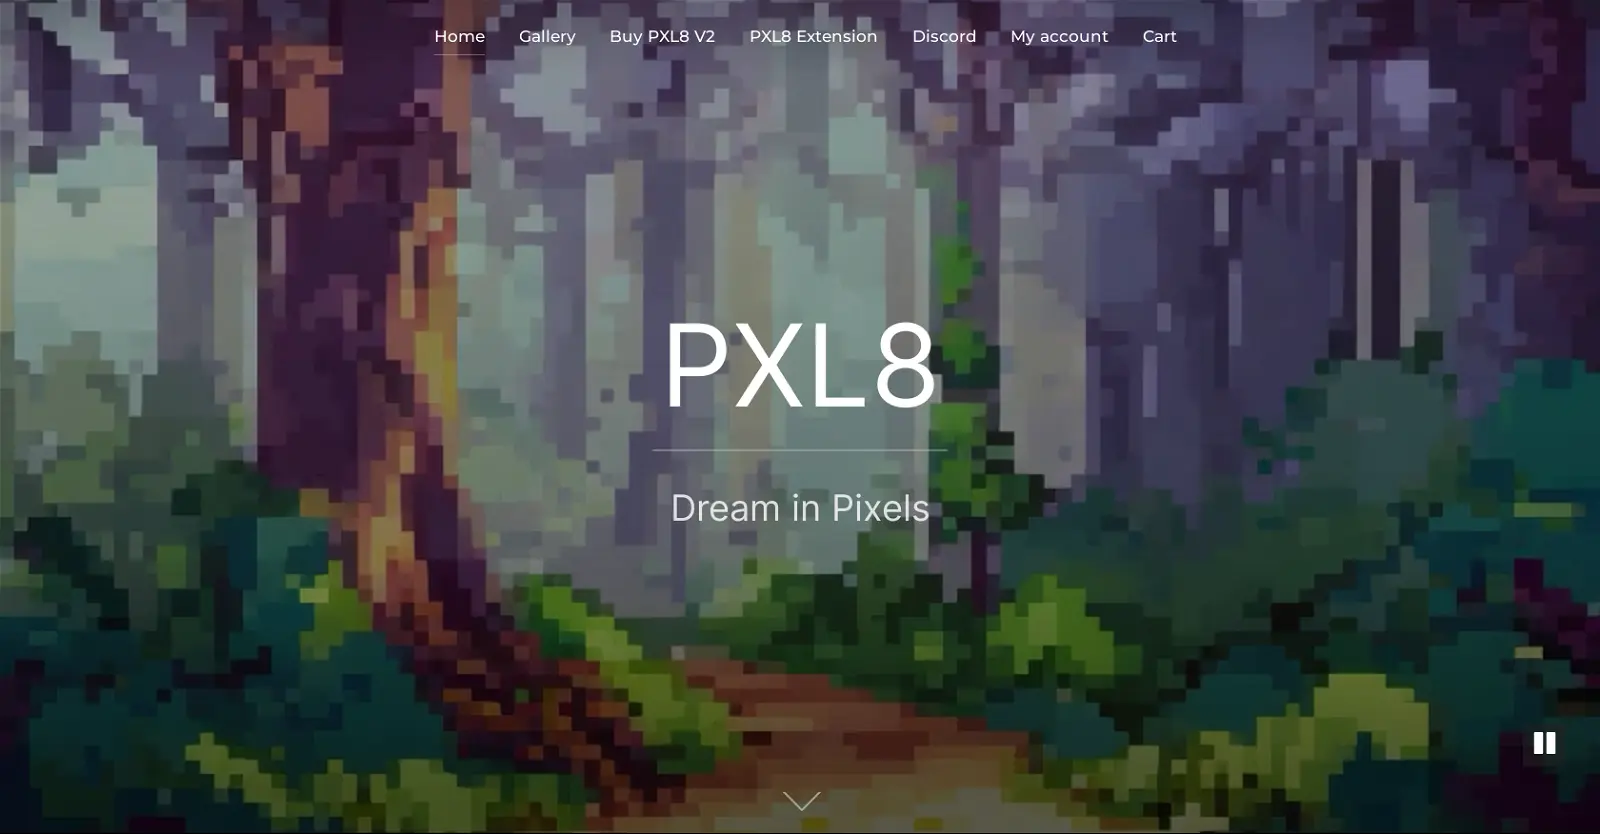 Home Gallery Buy PXL8 V2 PXL8 Extension Discord My account Cart
PXL8
Dream in Pixels